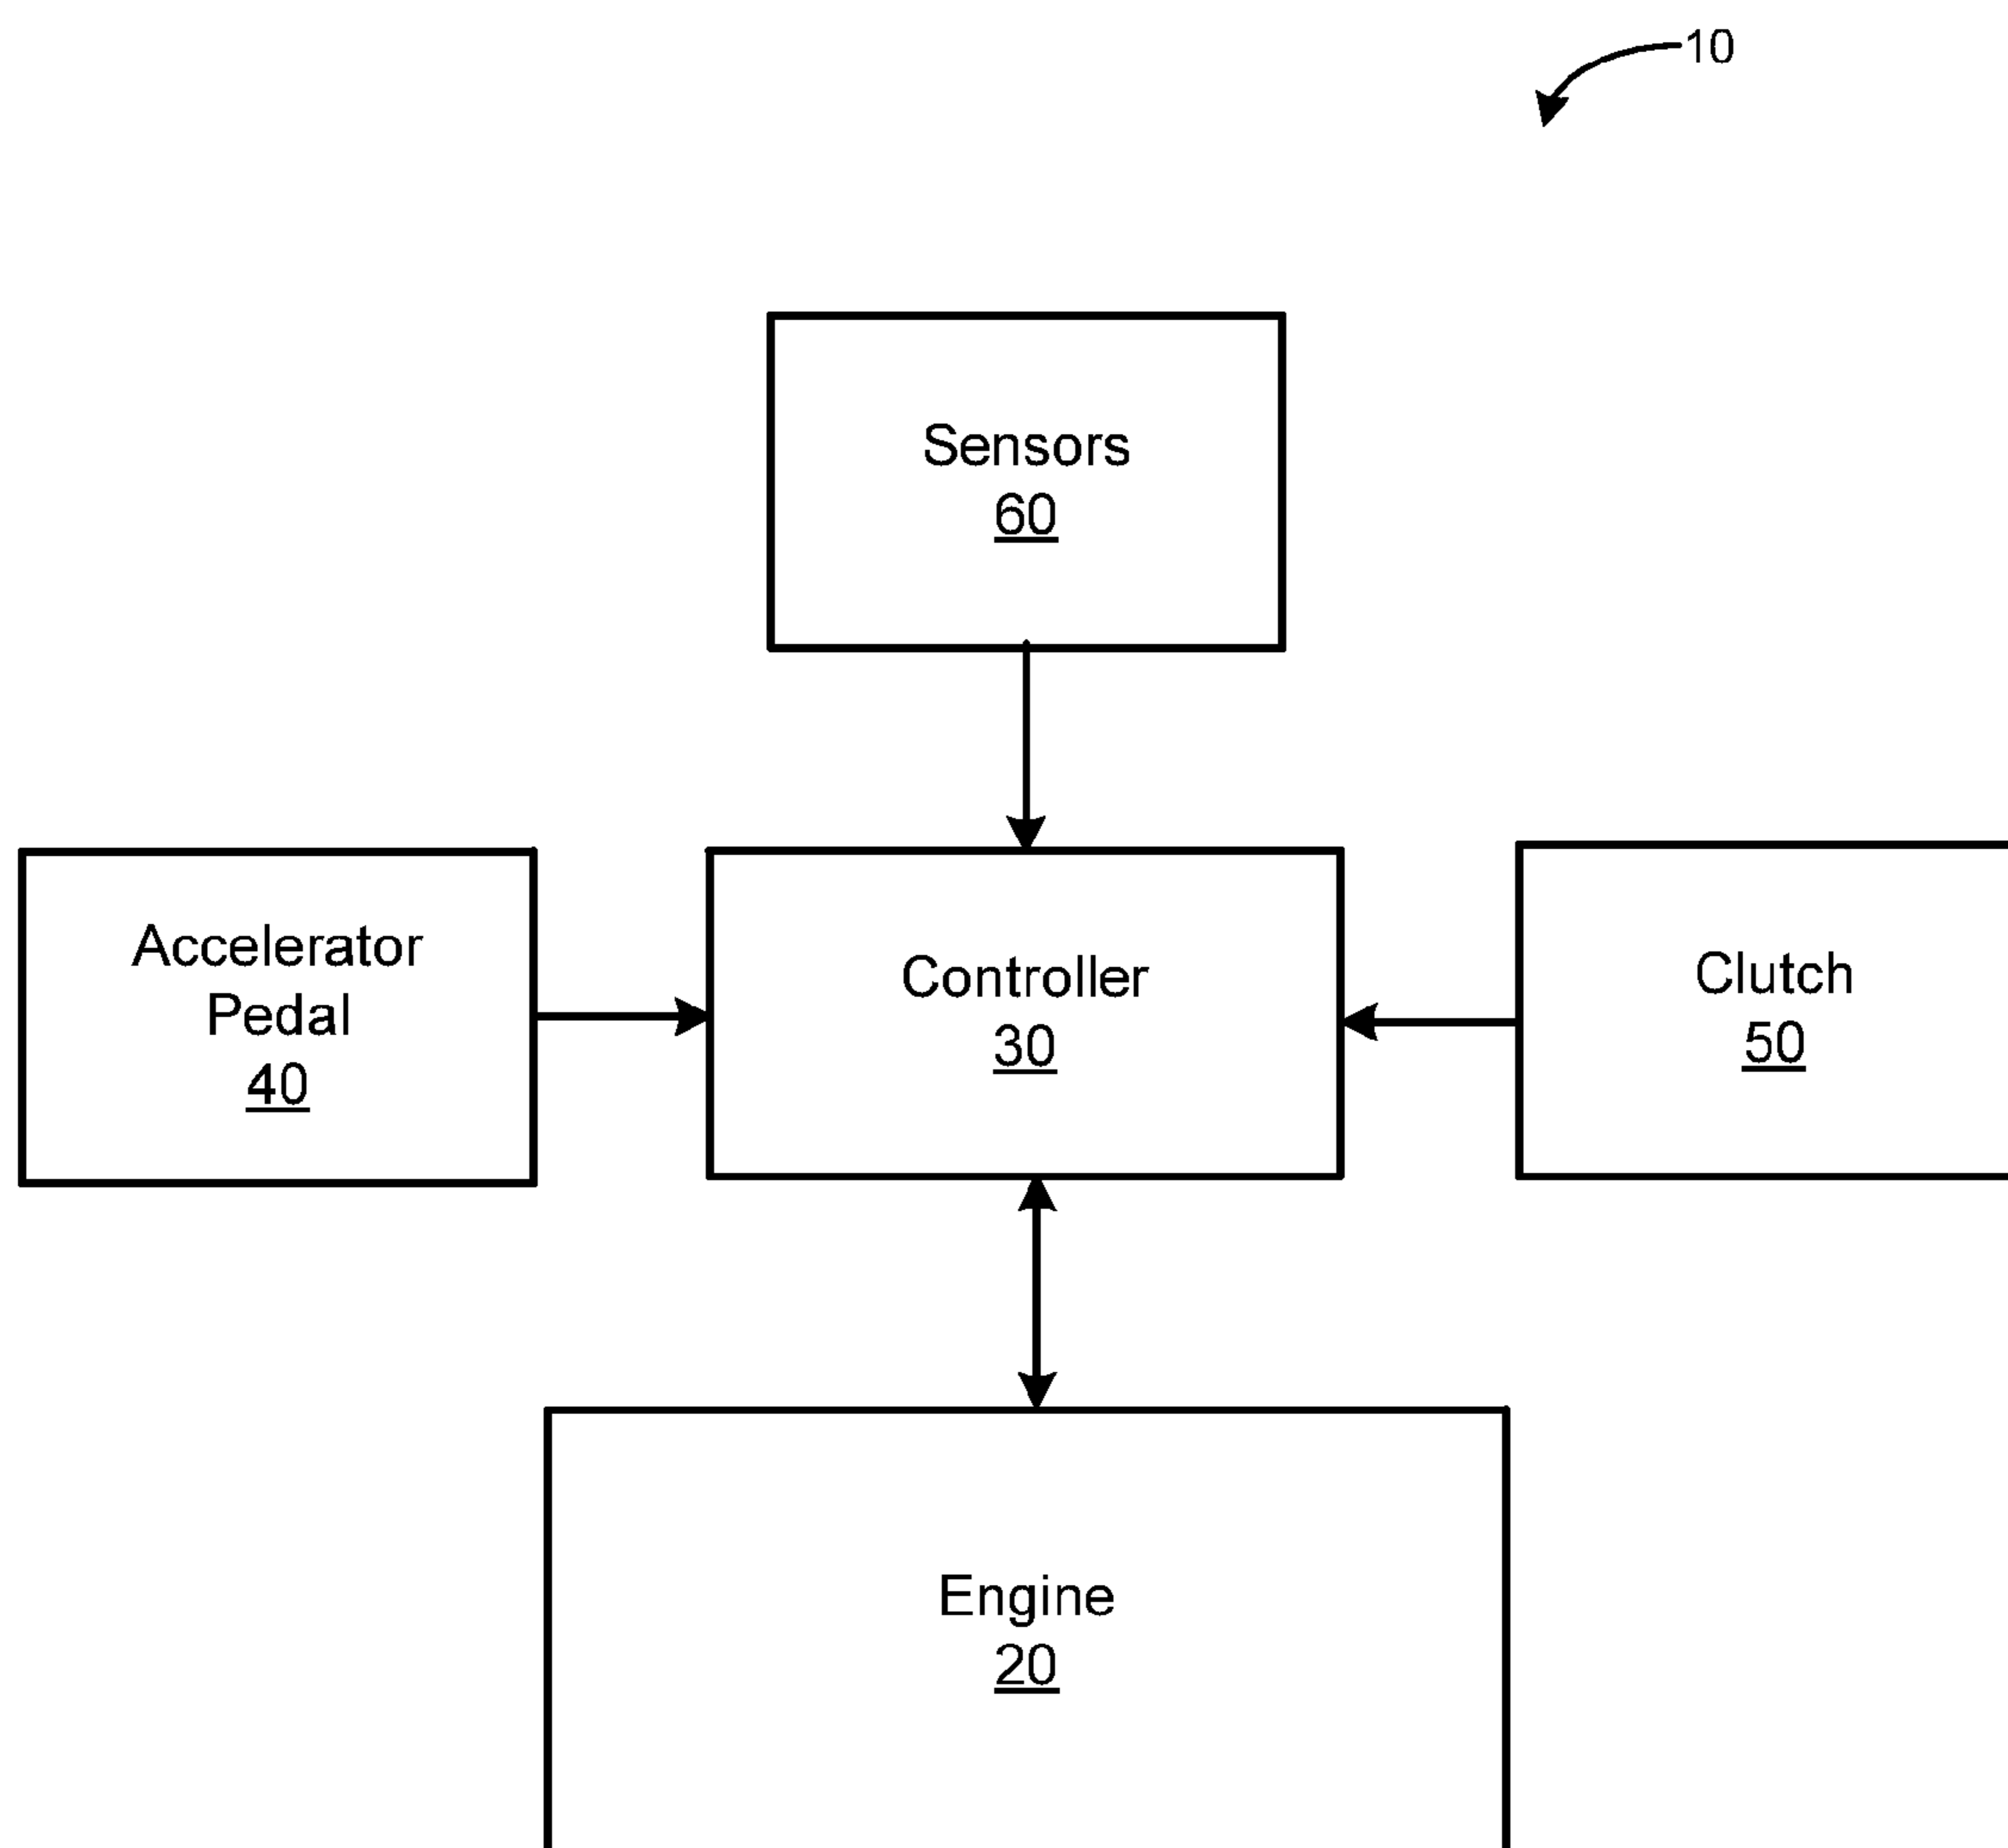 10
Sensors
60
Accelerator
Pedal
40
Controller
30
Clutch
50
Engine
20